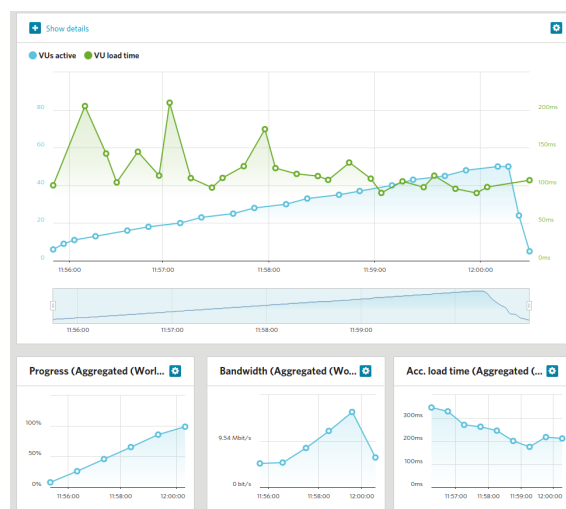 Show details
VUs active VU load time
80 200ms
60 150ms
40 100ms
20 50ms
0 0ms
11:56:00 11:57:00 11:58:00 11:59:00 12:00:00
11:56:00 11:57:00 11:58:00 11:59:00
Progress (Aggregated (Worl...
100%
50%
0%
11:56:00 11:58:00 12:00:00
Bandwidth (Aggregated (Wo...
9.54 Mbit/s
0 bit/s
11:56:00 11:58:00 12:00:00
Acc. load time (Aggregated (...
300ms
200ms
100ms
0ms
11:57:00 11:58:00 11:59:00 12:00:00